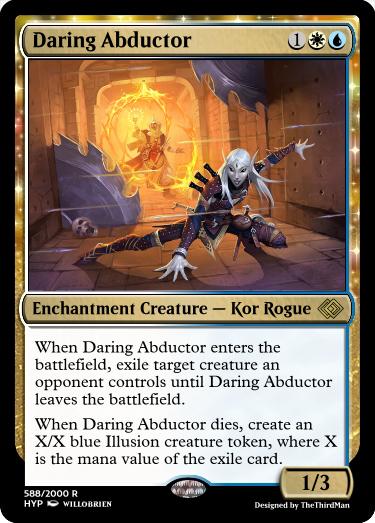 Daring Abductor 1
Enchantment Creature — Kor Rogue
When Daring Abductor enters the
battlefield, exile target creature an
opponent controls until Daring Abductor
leaves the battlefield.
When Daring Abductor dies, create an
X/X blue Illusion creature token, where X
is the mana value of the exile card.
1/3
588/2000 R
HYP WILLOBRIEN
Designed by TheThirdMan